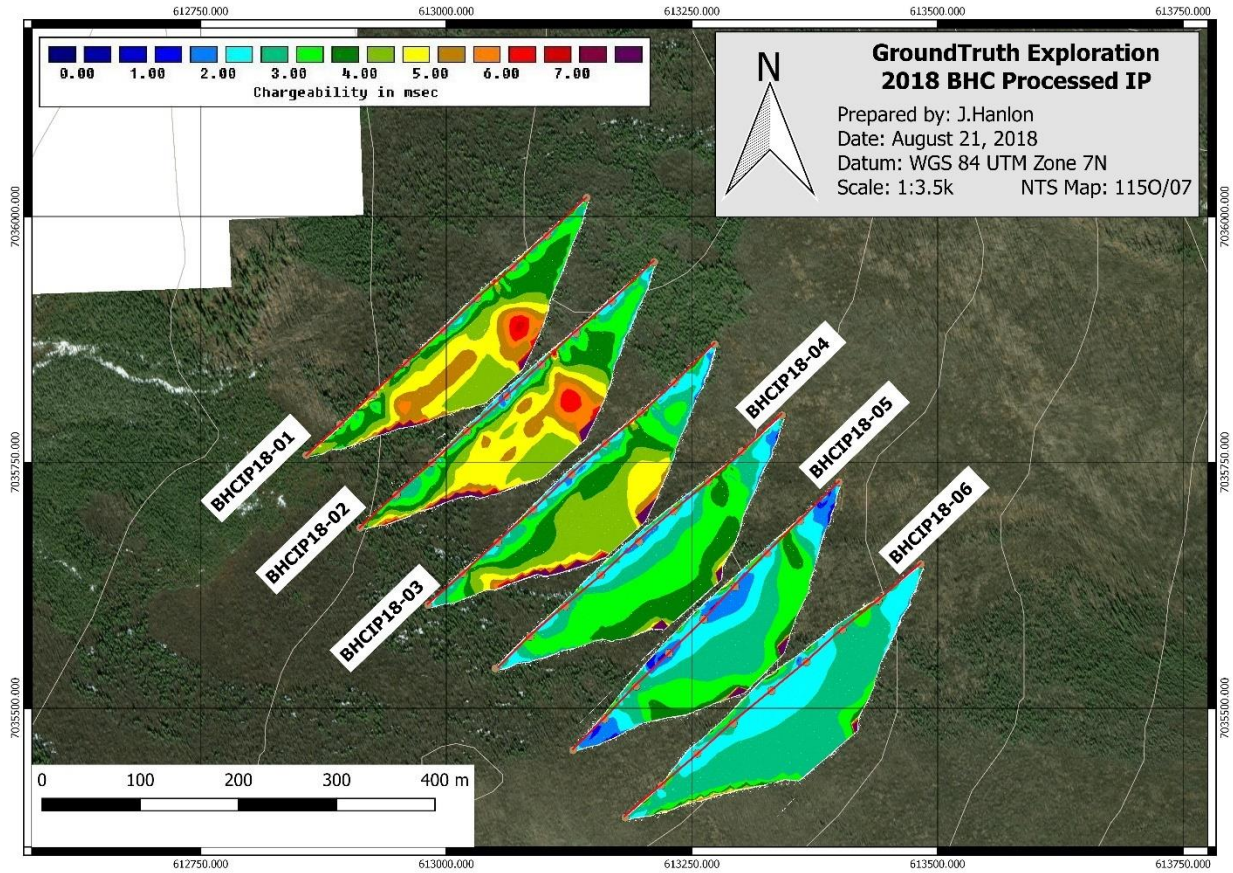 612750.000 613000.000 613250.000 613500.000 613750.000
0.00 1.00 2.00 3.00 4.00 5.00 6.00 7.00
Chargeability in msec
N
GroundTruth Exploration
2018 BHC Processed IP
Prepared by: J.Hanlon
Date: August 21, 2018
Datum: WGS 84 UTM Zone 7N
Scale: 1:3.5k NTS Map: 115O/07
7036000.000 7036000.000
BHCIP18-04
BHCIP18-05
BHCIP18-01
7035750.000 7035750.000
BHCIP18-06
BHCIP18-02
BHCIP18-03
7035500.000 7035500.000
0 100 200 300 400 m
612750.000 613000.000 613250.000 613500.000 613750.000